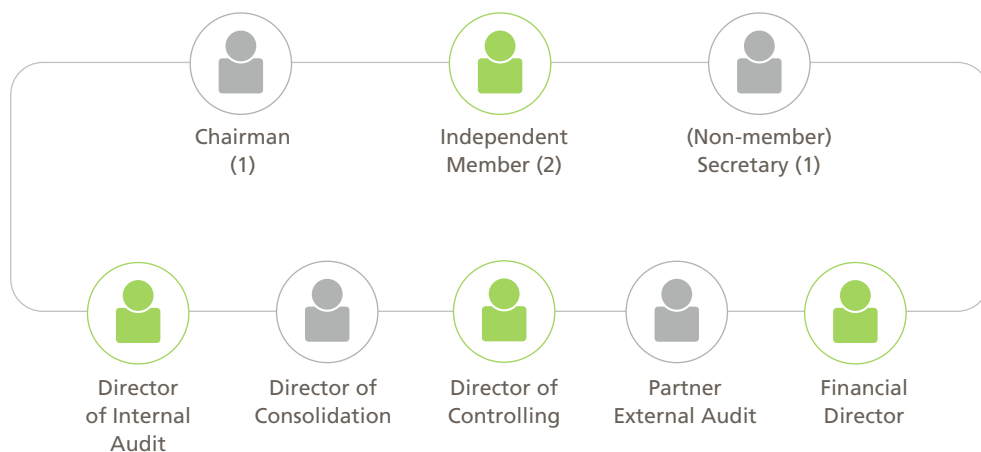 Chairman
(1)
Independent
Member (2)
(Non-member)
Secretary (1)
Director
of Internal
Audit
Director of
Consolidation
Director of
Controlling
Partner
External Audit
Financial
Director